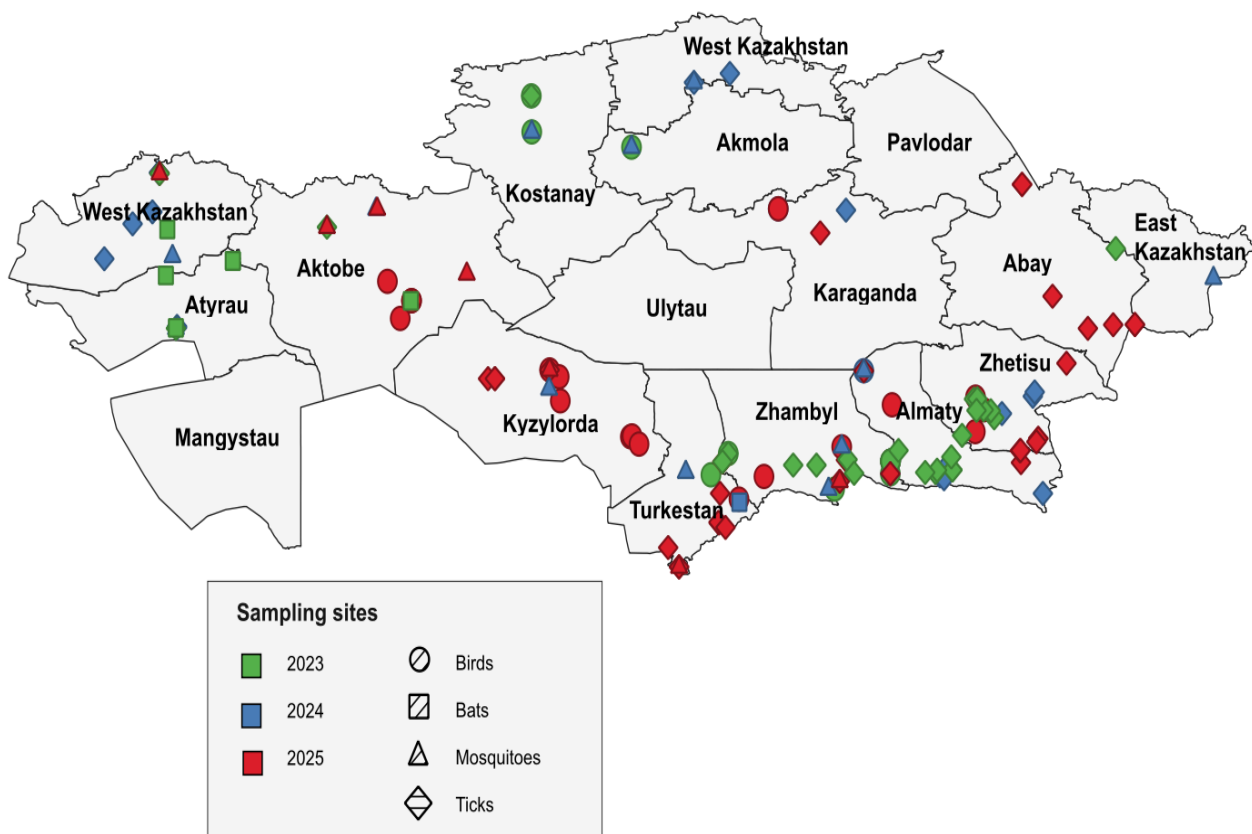 West Kazakhstan
Akmola
Pavlodar
Kostanay
West Kazakhstan
East
Kazakhstan
Aktobe
Abay
Karaganda
Atyrau
Ulytau
Zhetisu
Zhambyl
Almaty
Kyzylorda
Mangystau
Turkestan
Sampling sites
2023
Birds
2024
Bats
2025
Mosquitoes
Ticks